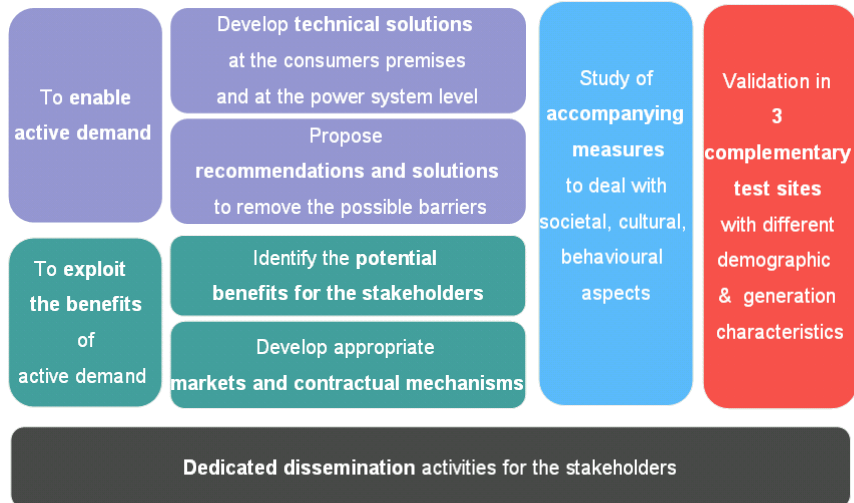 To enable
active demand
Develop technical solutions
at the consumers premises
and at the power system level
Propose
recommendations and solutions
to remove the possible barriers
To exploit
the benefits
of
active demand
Identify the potential
benefits for the stakeholders
Develop appropriate
markets and contractual mechanisms
Study of
accompanying
measures
to deal with
societal, cultural,
behavioural
aspects
Validation in
3
complementary
test sites
with different
demographic
& generation
characteristics
Dedicated dissemination activities for the stakeholders